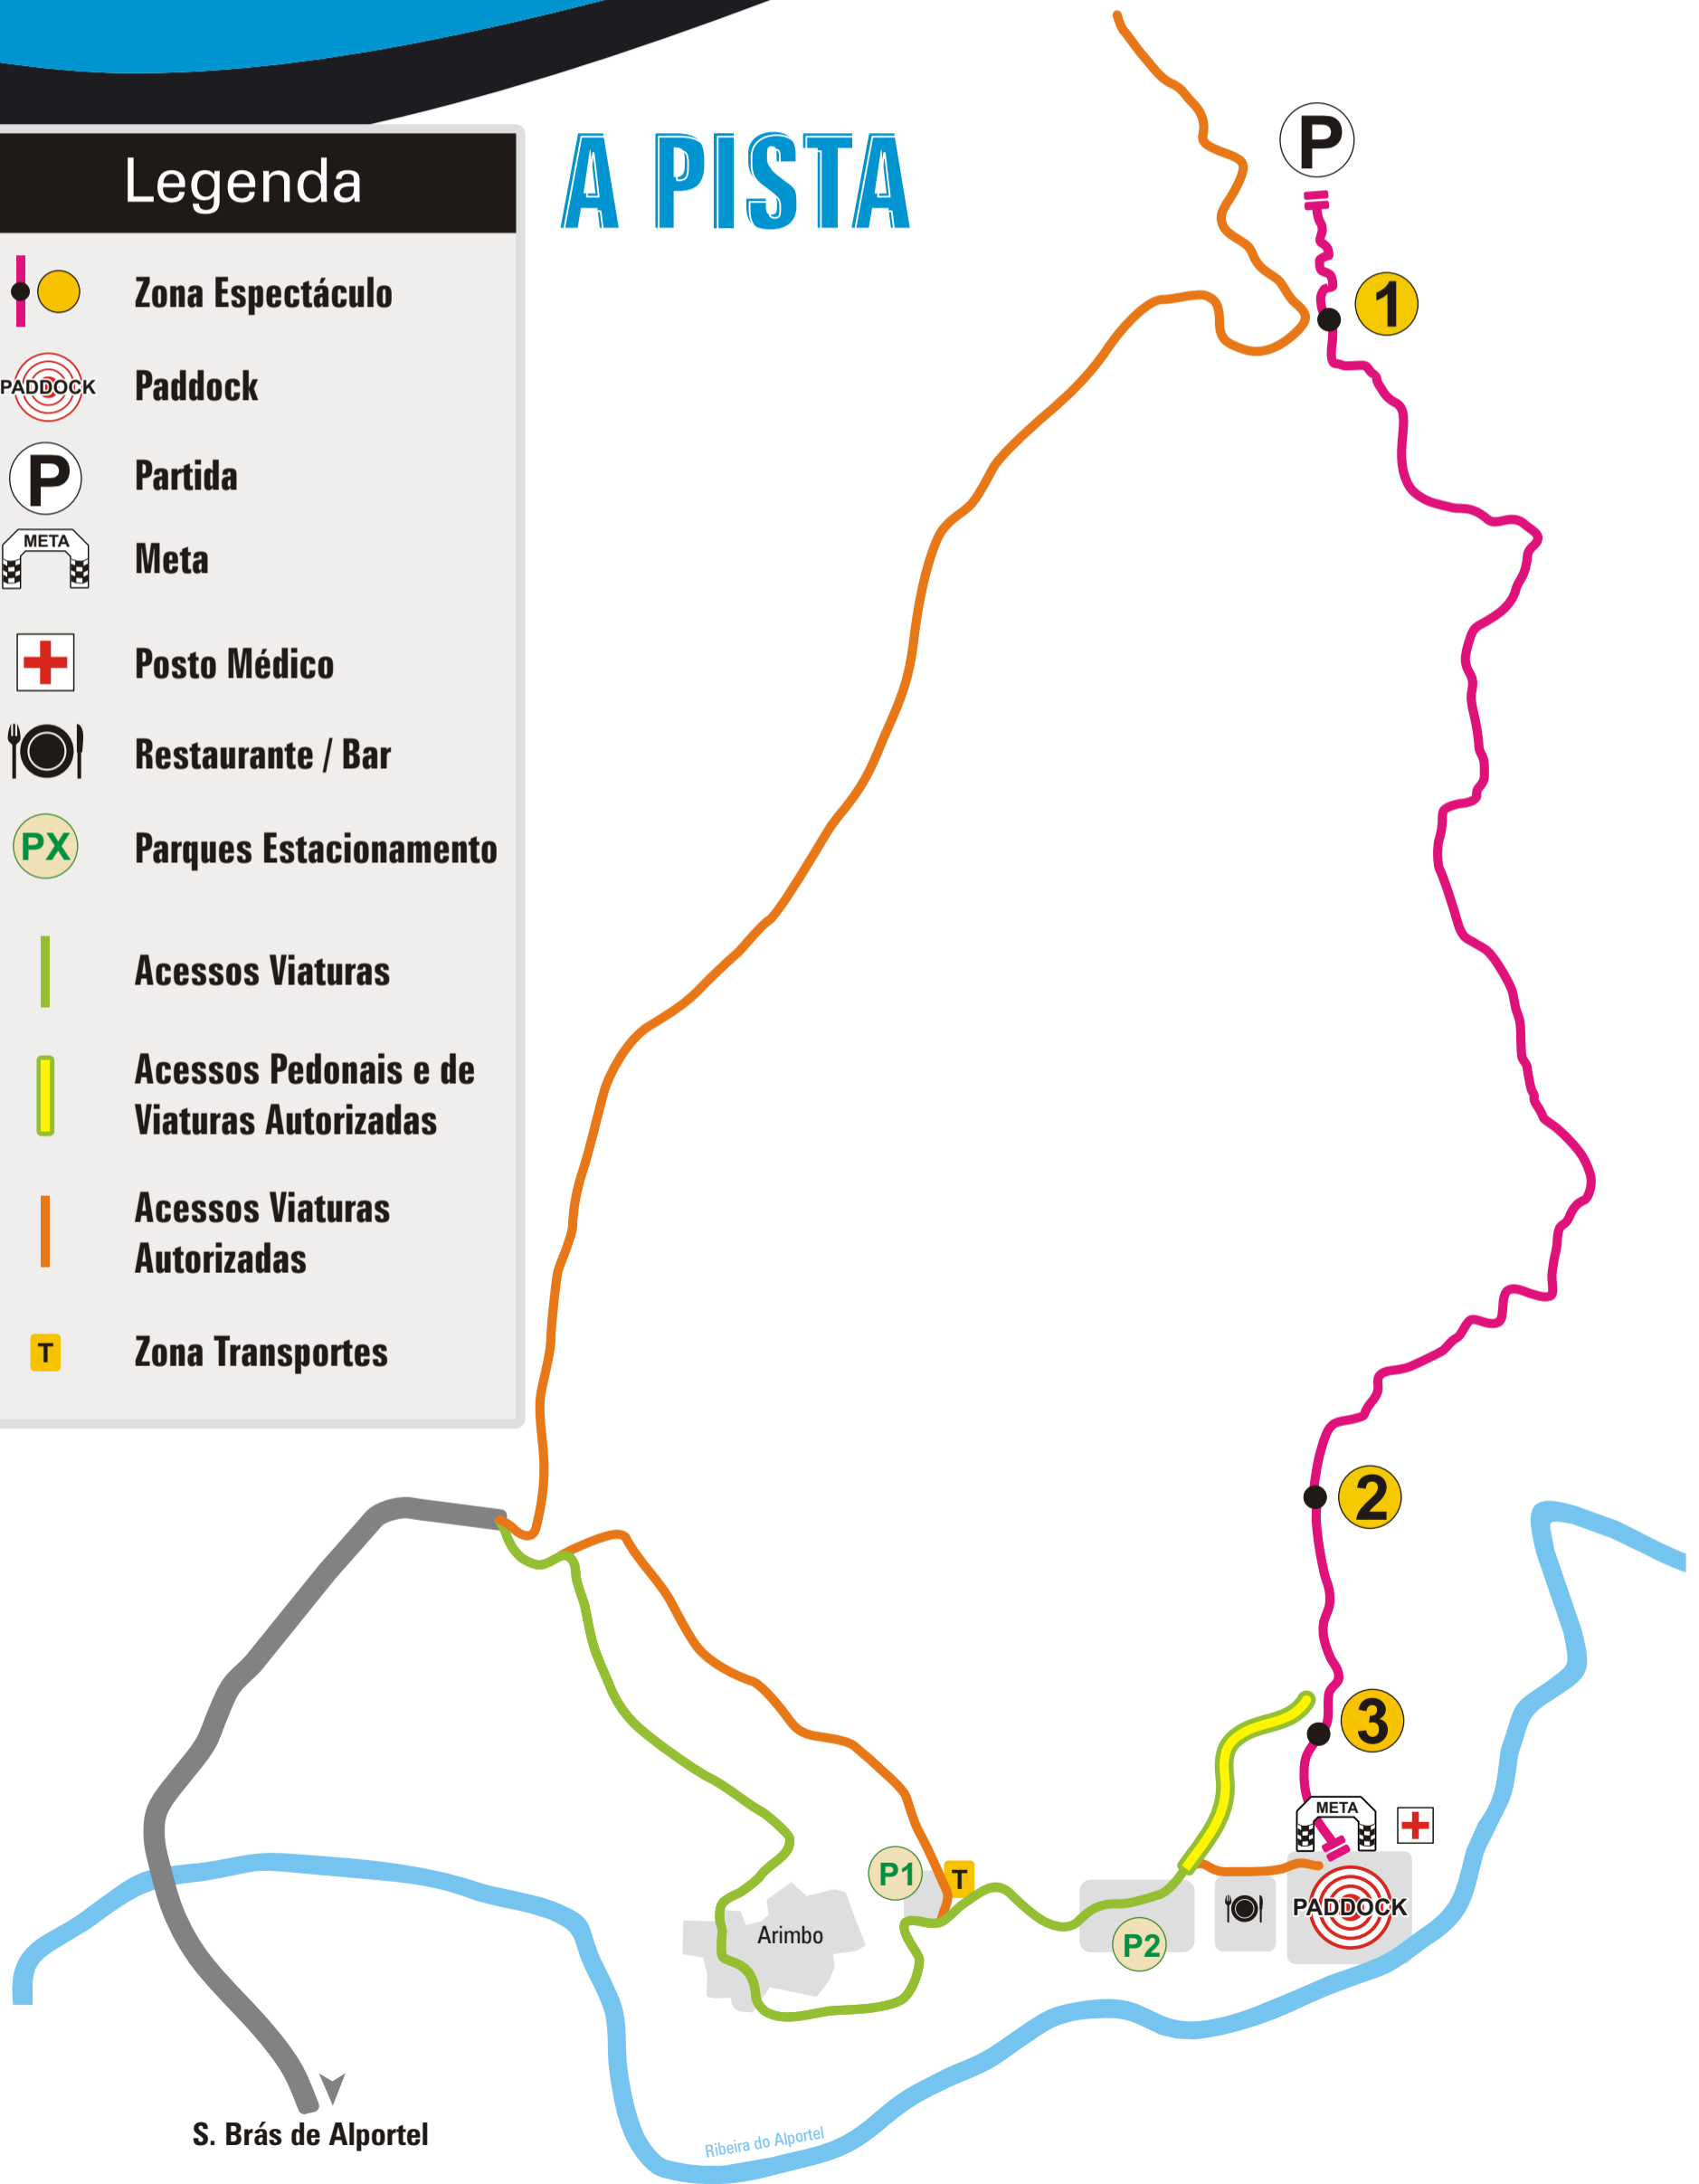 A PISTA
Legenda
Zona Espectáculo
PADDOCK
Paddock
P
Partida
META
Meta
Posto Médico
Restaurante / Bar
PX
Parques Estacionamento
Acessos Viaturas
Acessos Pedonais e de
Viaturas Autorizadas
Acessos Viaturas
Autorizadas
T
Zona Transportes
P
1
2
3
META
P1
T
PADDOCK
Arimbo
P2
S. Brás de Alportel
Ribeira do Alportel